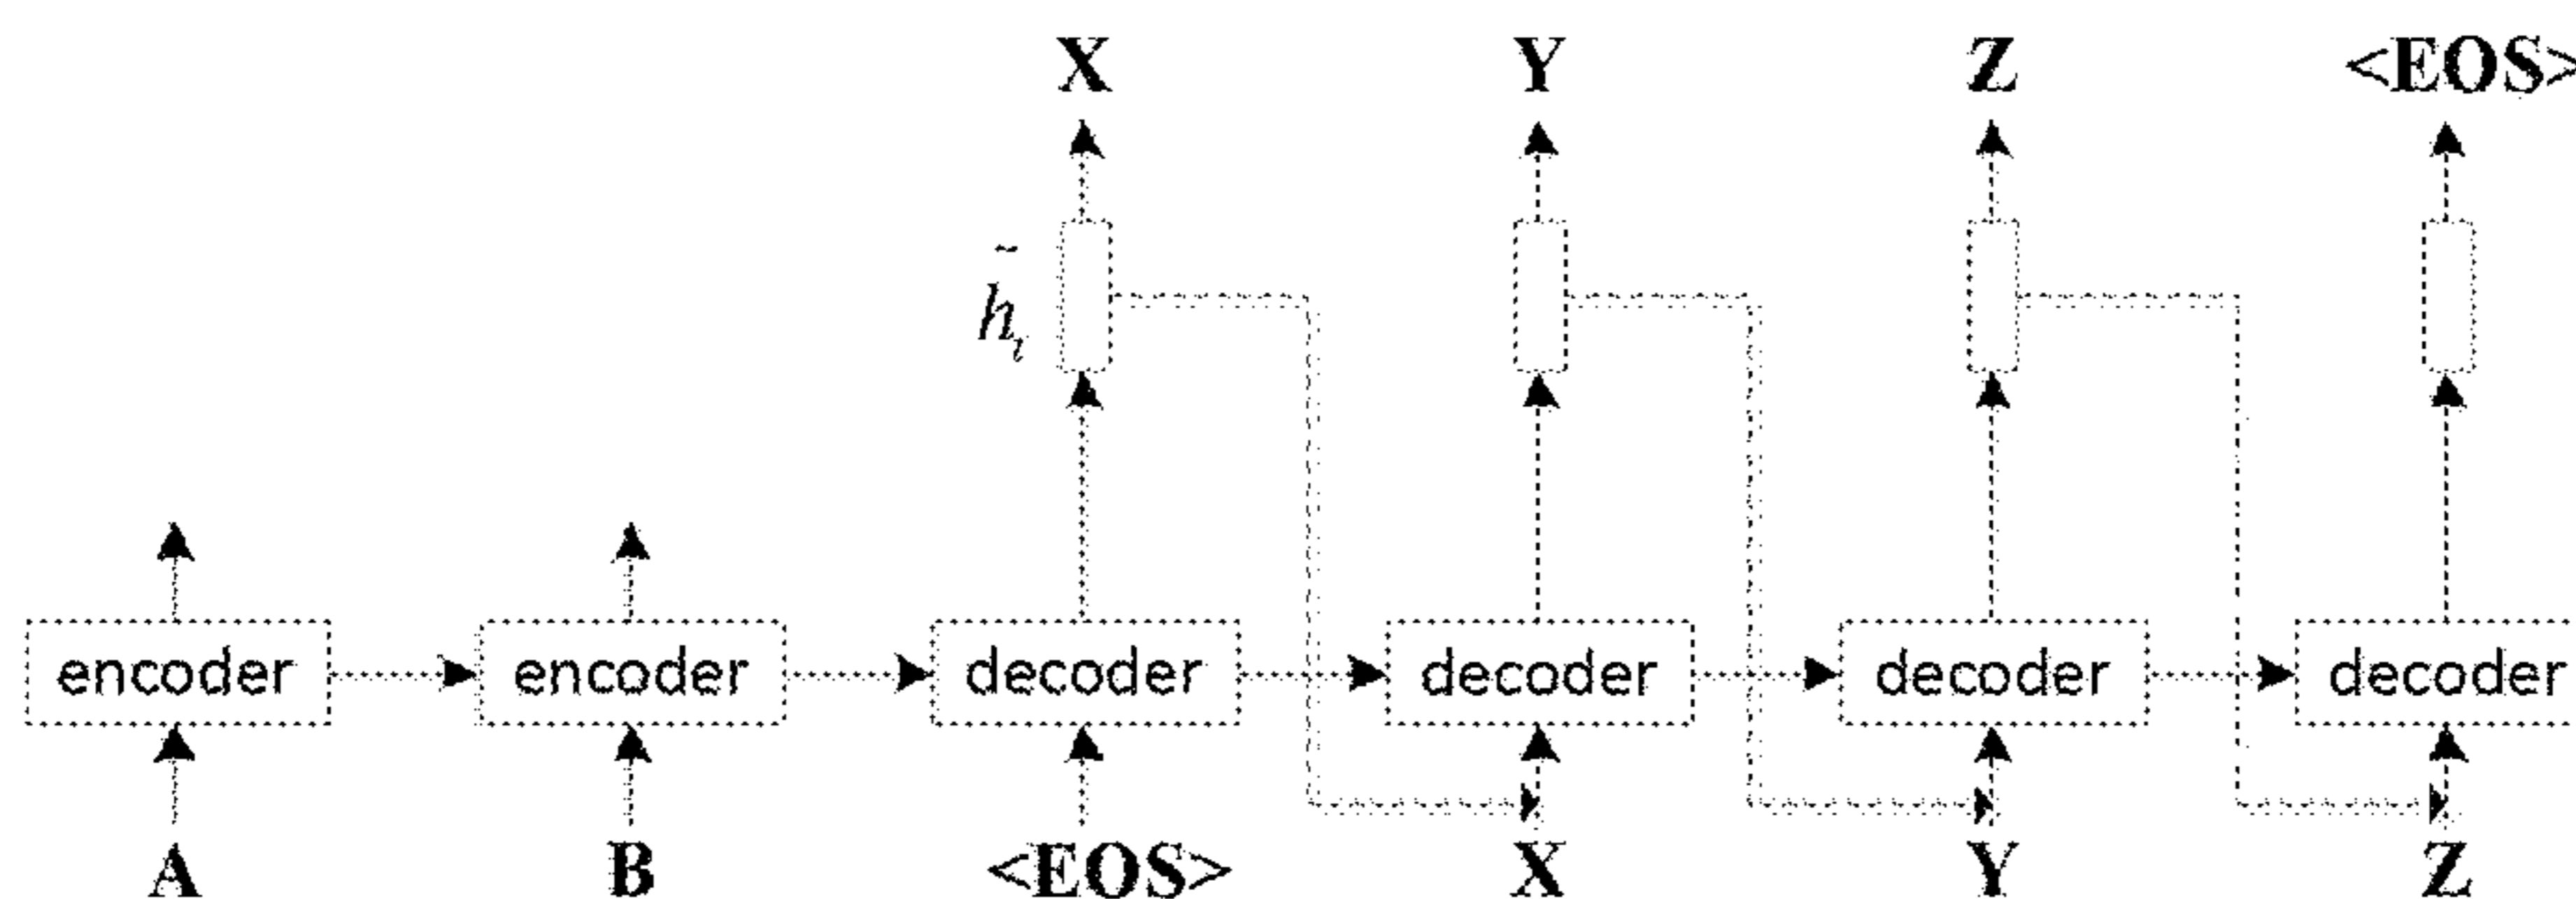 X Y Z <EOS>
h̃ₜ
encoder encoder decoder decoder decoder decoder
A B <EOS> X Y Z